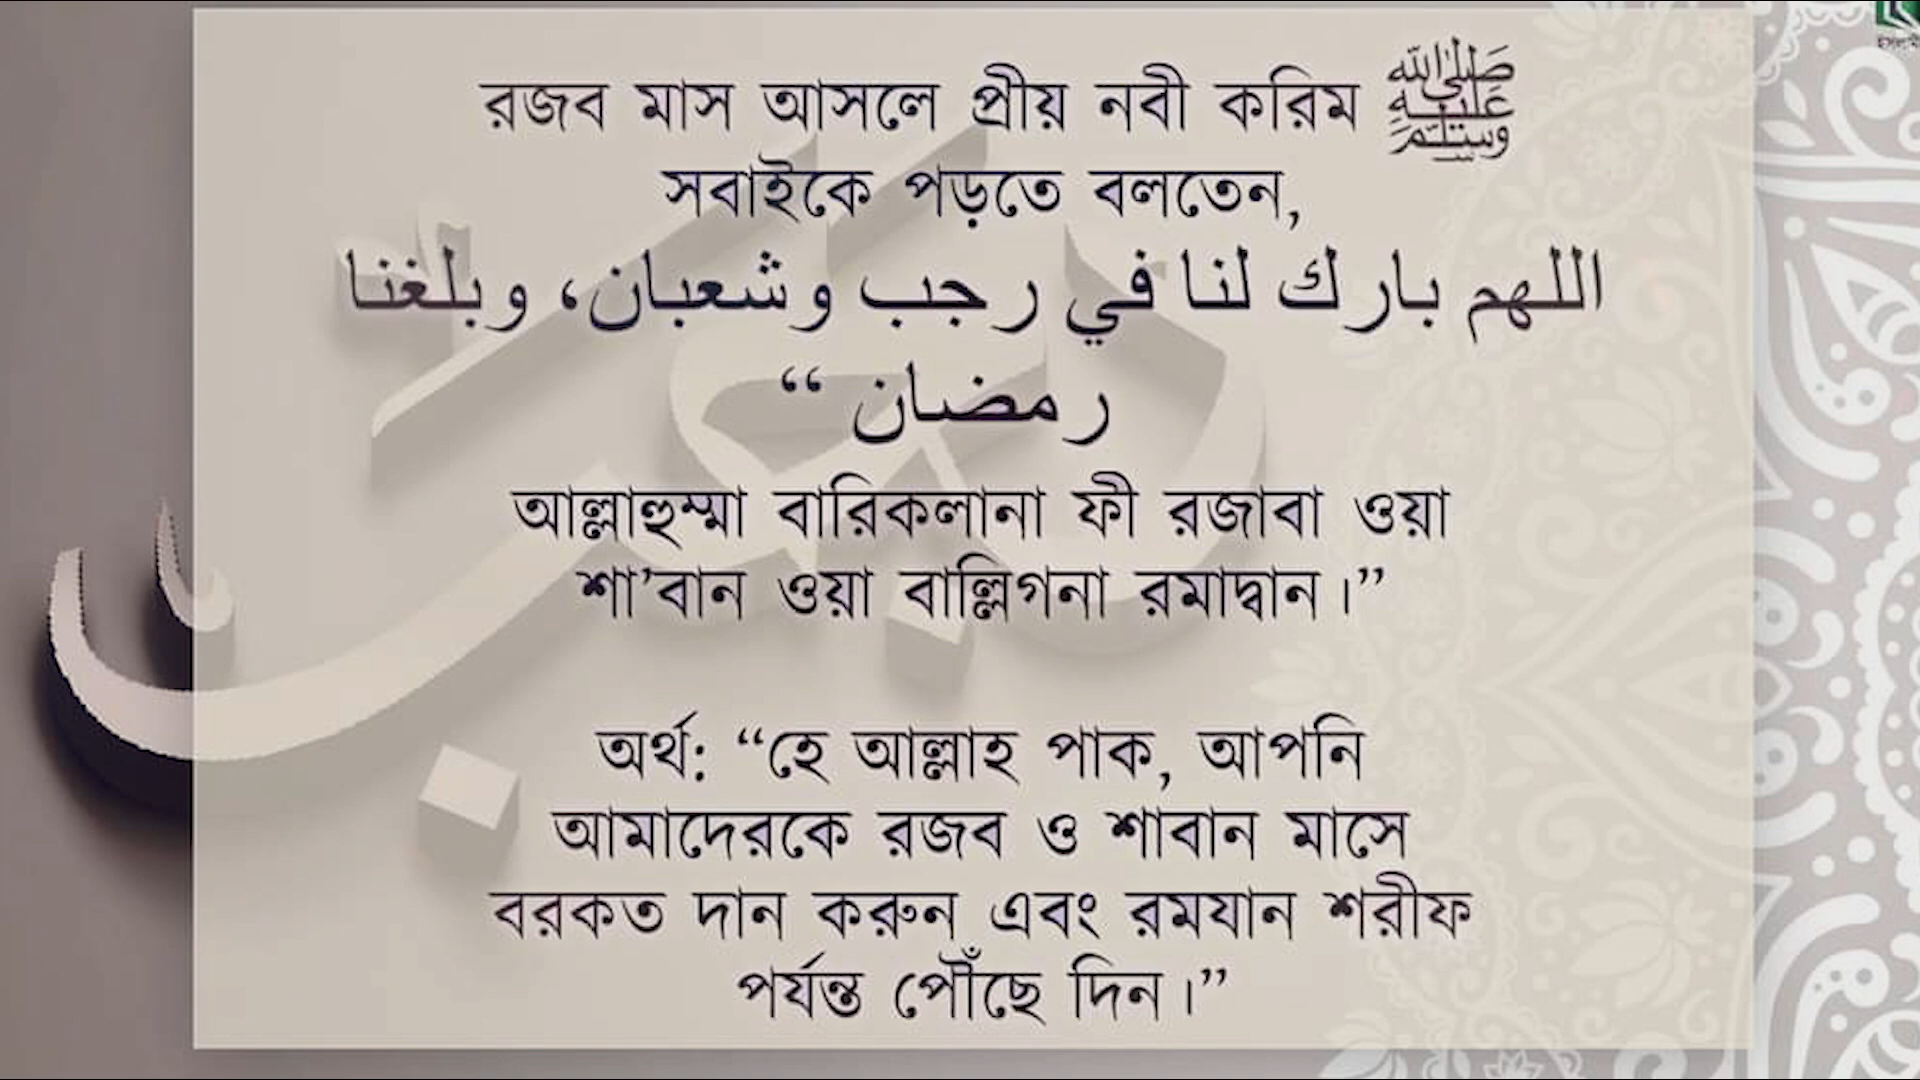 রজব মাস আসলে প্রীয় নবী করিম ﷺ
সবাইকে পড়তে বলতেন,
اللهم بارك لنا في رجب وشعبان، وبلغنا
رمضان “
আল্লাহুম্মা বারিকলানা ফী রজাবা ওয়া
শা’বান ওয়া বাল্লিগনা রমাদ্বান।”
অর্থ: “হে আল্লাহ পাক, আপনি
আমাদেরকে রজব ও শাবান মাসে
বরকত দান করুন এবং রমযান শরীফ
পর্যন্ত পৌঁছে দিন।”